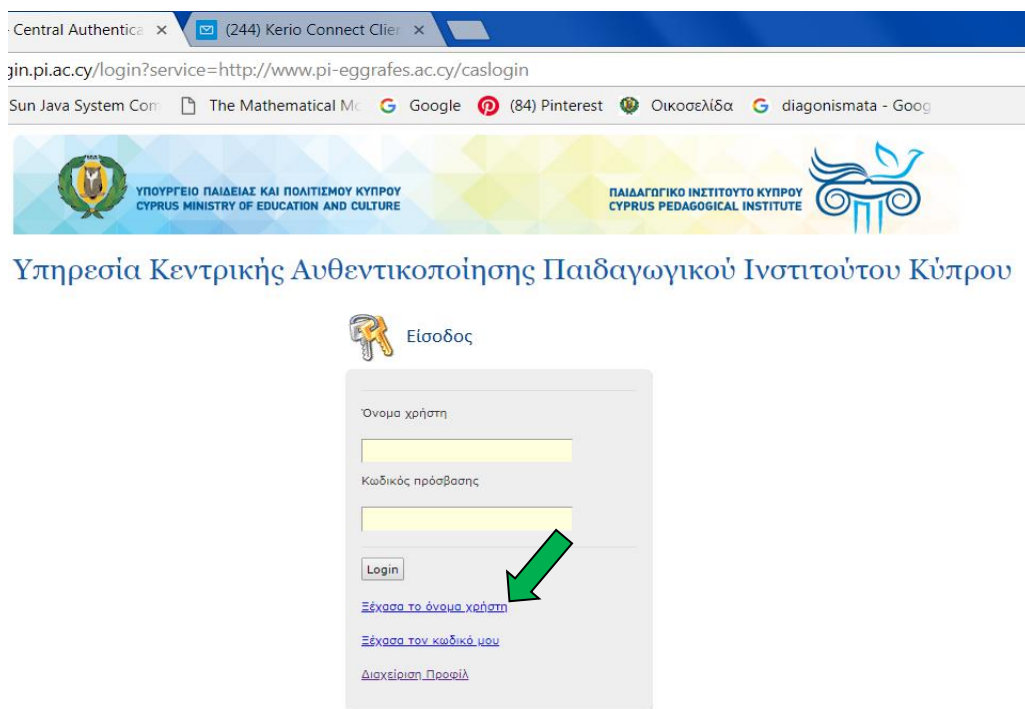 Central Authentica × (244) Kerio Connect Clie ×
gin.pi.ac.cy/login?service=http://www.pi-eggrafes.ac.cy/caslogin
Sun Java System Com The Mathematical Mo G Google (84) Pinterest Οικοσελίδα G diagonismata - Goog
ΥΠΟΥΡΓΕΙΟ ΠΑΙΔΕΙΑΣ ΚΑΙ ΠΟΛΙΤΙΣΜΟΥ ΚΥΠΡΟΥ
CYPRUS MINISTRY OF EDUCATION AND CULTURE
ΠΑΙΔΑΓΩΓΙΚΟ ΙΝΣΤΙΤΟΥΤΟ ΚΥΠΡΟΥ
CYPRUS PEDAGOGICAL INSTITUTE
Υπηρεσία Κεντρικής Αυθεντικοποίησης Παιδαγωγικού Ινστιτούτου Κύπρου
Είσοδος
Όνομα χρήστη
Κωδικός πρόσβασης
Login
Ξέχασα το όνομα χρήστη
Ξέχασα τον κωδικό μου
Διαχείριση Προφίλ